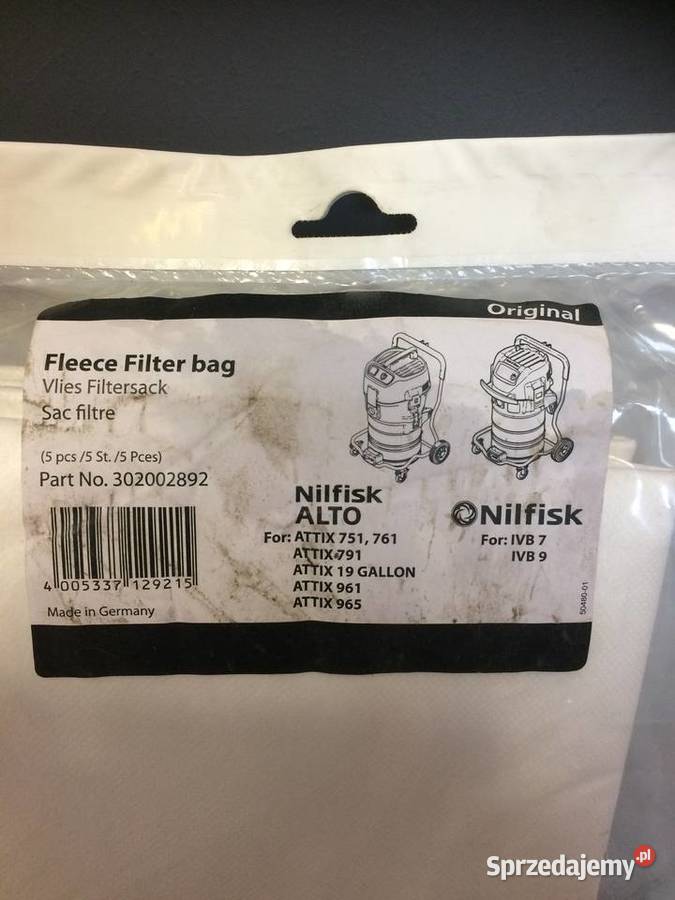 Original
Fleece Filter bag
Vlies Filtersack
Sac filtre
(5 pcs /5 St. /5 Pces)
Part No. 302002892
4 005337 129215
Made in Germany
Nilfisk
ALTO
For: ATTIX 751, 761
ATTIX 791
ATTIX 19 GALLON
ATTIX 961
ATTIX 965
Nilfisk
For: IVB 7
IVB 9
50480-01
Sprzedajemy.pl